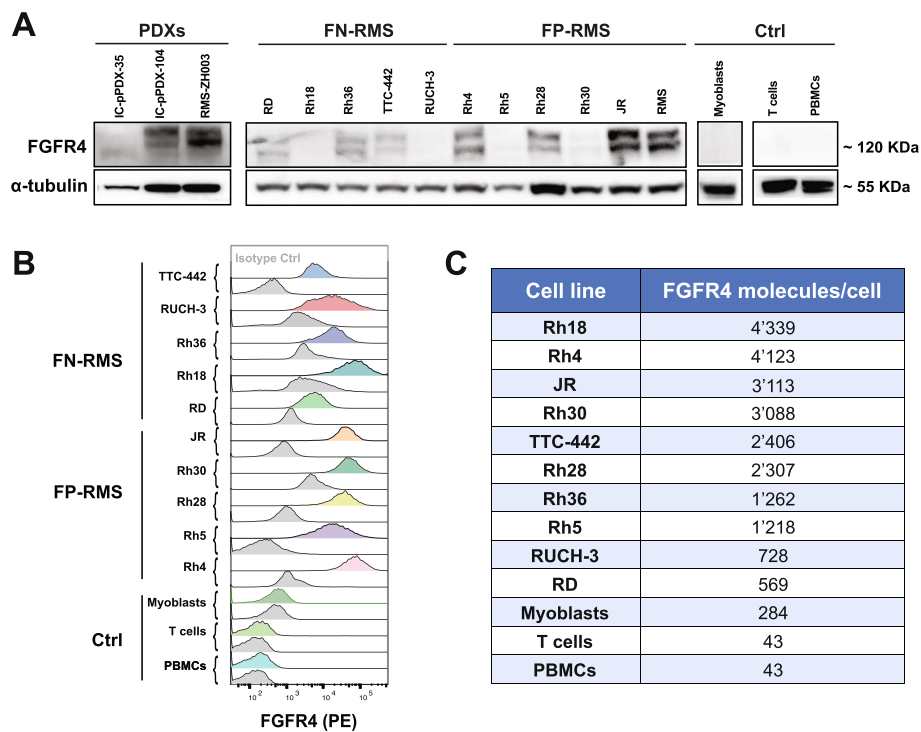 A
PDXs
FN-RMS
FP-RMS
Ctrl
IC-pPDX-35
IC-pPDX-104
RMS-ZH003
RD
Rh18
Rh36
TTC-442
RUCH-3
Rh4
Rh5
Rh28
Rh30
JR
RMS
Myoblasts
T cells
PBMCs
FGFR4
~ 120 KDa
α-tubulin
~ 55 KDa
B
Isotype Ctrl
TTC-442
RUCH-3
FN-RMS
Rh36
Rh18
RD
JR
FP-RMS
Rh30
Rh28
Rh5
Rh4
Ctrl
Myoblasts
T cells
PBMCs
10² 10³ 10⁴ 10⁵
FGFR4 (PE)
C
Cell line FGFR4 molecules/cell
Rh18 4’339
Rh4 4’123
JR 3’113
Rh30 3’088
TTC-442 2’406
Rh28 2’307
Rh36 1’262
Rh5 1’218
RUCH-3 728
RD 569
Myoblasts 284
T cells 43
PBMCs 43